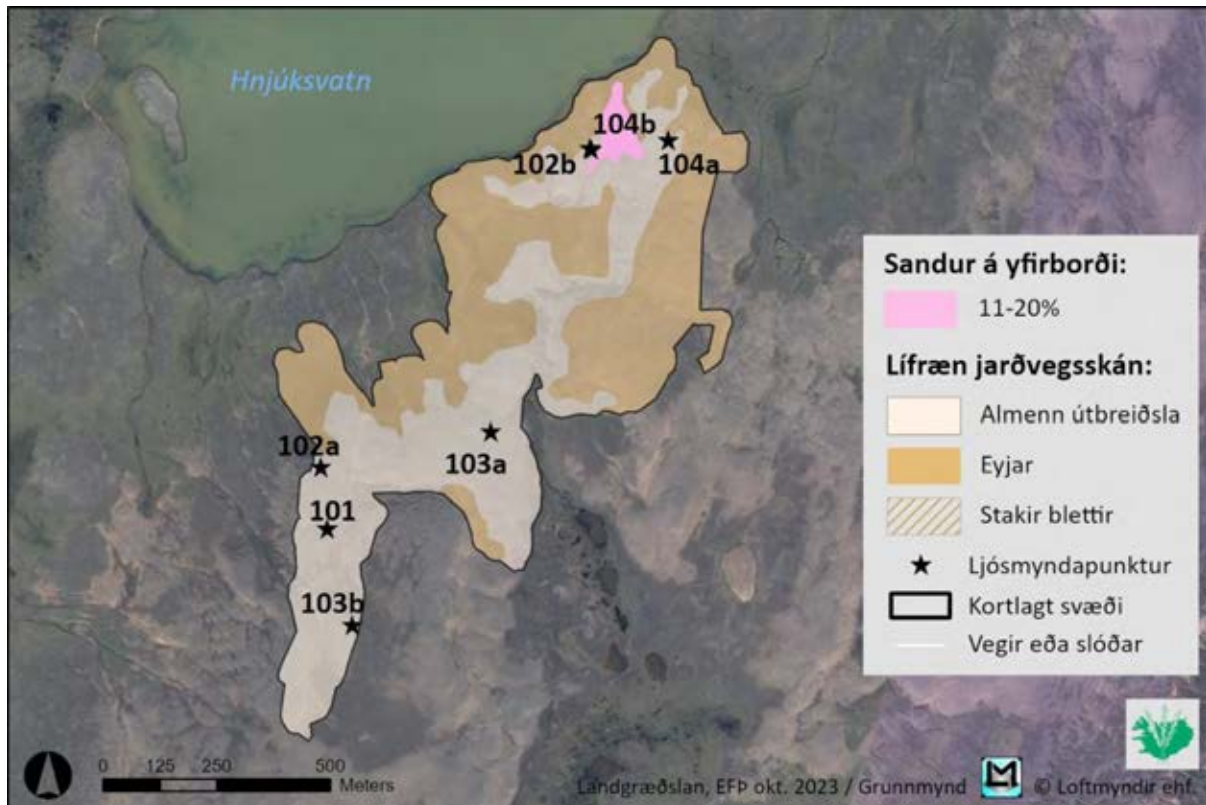 Hnjúksvatn
104b
102b
104a
102a
103a
101
103b
Sandur á yfirborði:
11-20%
Lífræn jarðvegsskán:
Almenn útbreiðsla
Eyjar
Stakir blettir
Ljósmyndapunktur
Kortlagt svæði
Vegir eða slóðar
0 125 250 500
Meters
Landgræðslan, EFÞ okt. 2023 / Grunnmynd © Loftmyndir ehf.